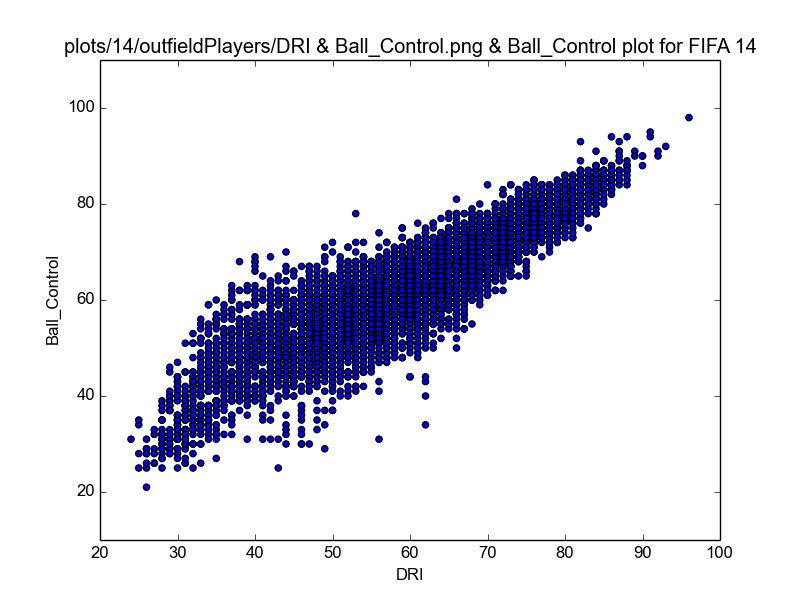 plots/14/outfieldPlayers/DRI & Ball_Control.png & Ball_Control plot for FIFA 14
100
80
60
40
20
Ball_Control
20 30 40 50 60 70 80 90 100
DRI